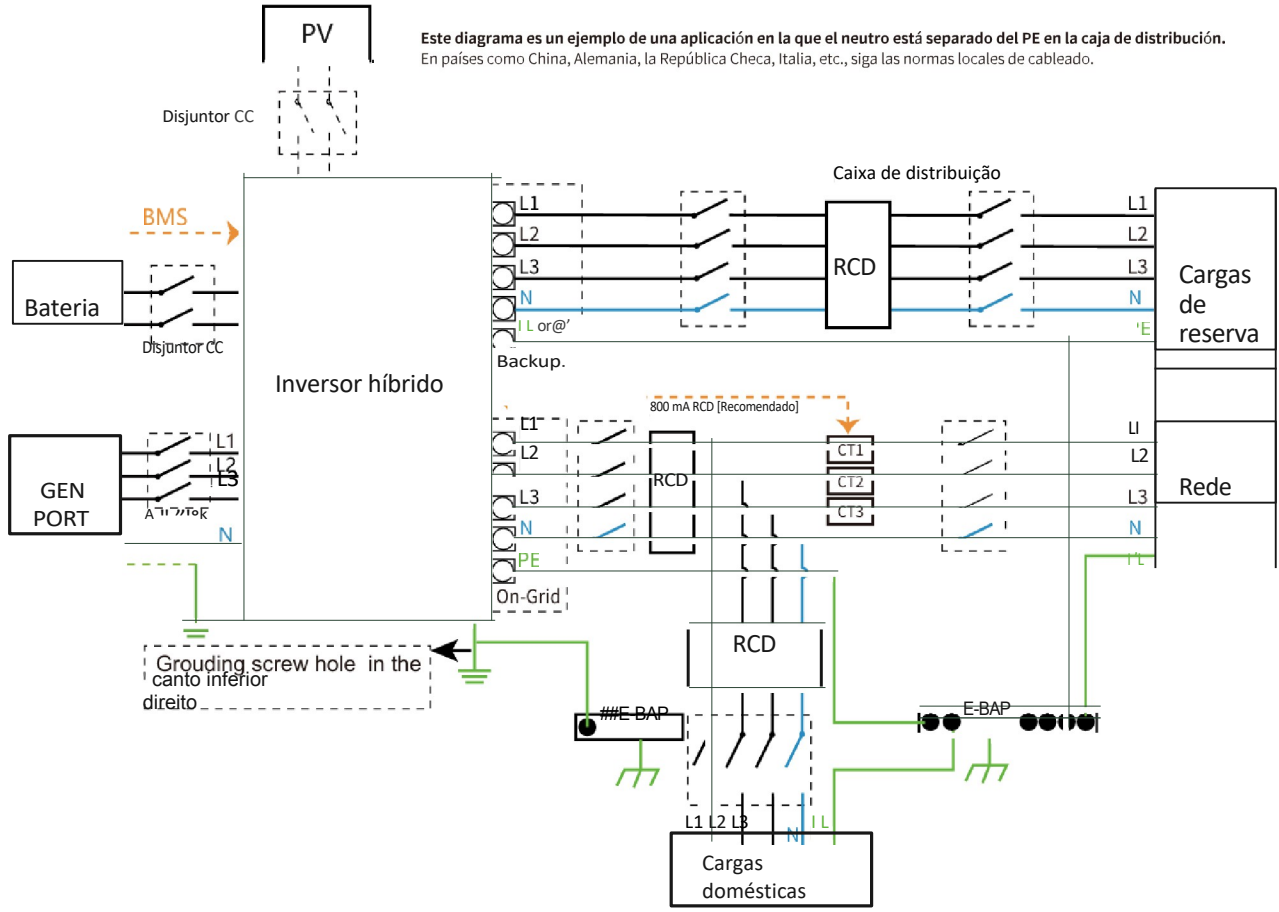 PV
Este diagrama es un ejemplo de una aplicación en la que el neutro está separado del PE en la caja de distribución.
En países como China, Alemania, la República Checa, Italia, etc., siga las normas locales de cableado.
Disjuntor CC
Caixa de distribuição
BMS
L1
L2
L3
N
I L or@'
Backup.
RCD
L1
L2
L3
N
'E
Cargas
de
reserva
Bateria
Disjuntor CC
Inversor híbrido
800 mA RCD [Recomendado]
GEN
PORT
L1
L2
L3
N
L1
L2
L3
N
PE
On-Grid
RCD
CT1
CT2
CT3
LI
L2
L3
N
Rede
Grouding screw hole in the
canto inferior
direito
RCD
##E BAP
E-BAP
L1 L2 L3
N
I L
Cargas
domésticas